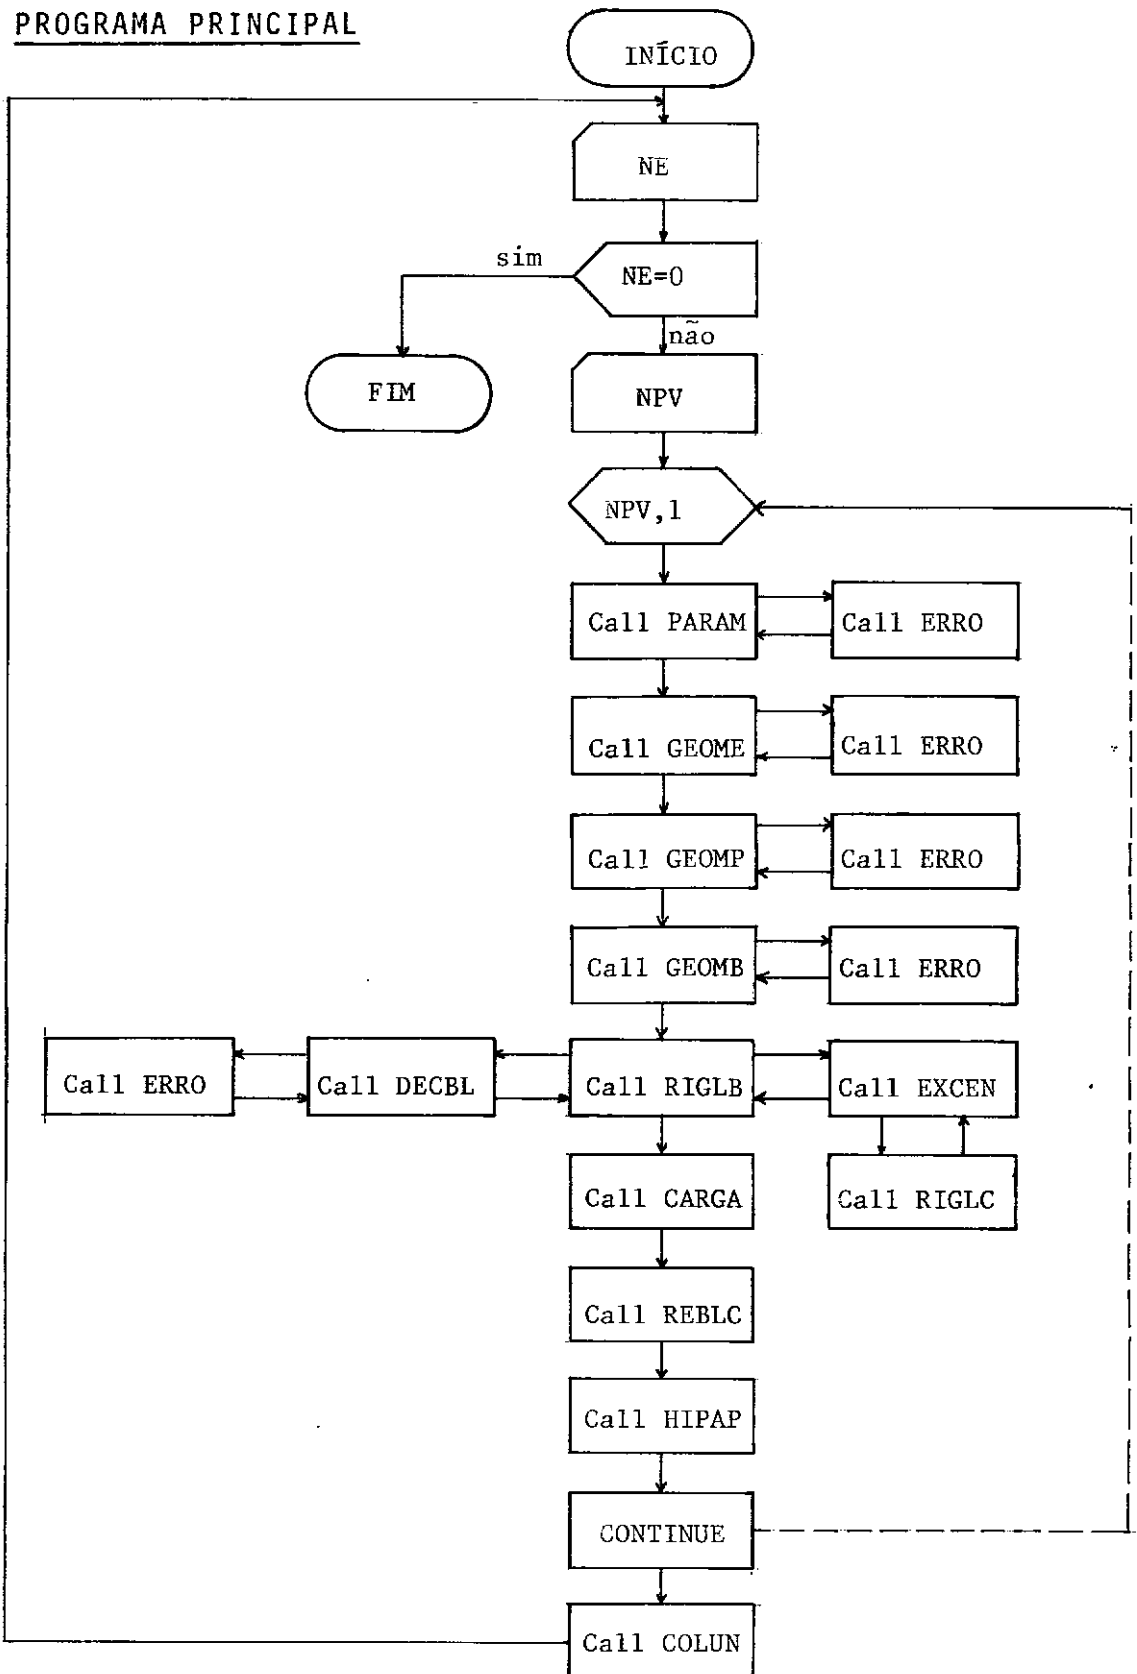 PROGRAMA PRINCIPAL
INÍCIO
NE
sim
NE=0
não
FIM
NPV
NPV,1
Call PARAM
Call ERRO
Call GEOME
Call ERRO
Call GEOMP
Call ERRO
Call GEOMB
Call ERRO
Call ERRO
Call DECBL
Call RIGLB
Call EXCEN
Call CARGA
Call RIGLC
Call REBLC
Call HIPAP
CONTINUE
Call COLUN